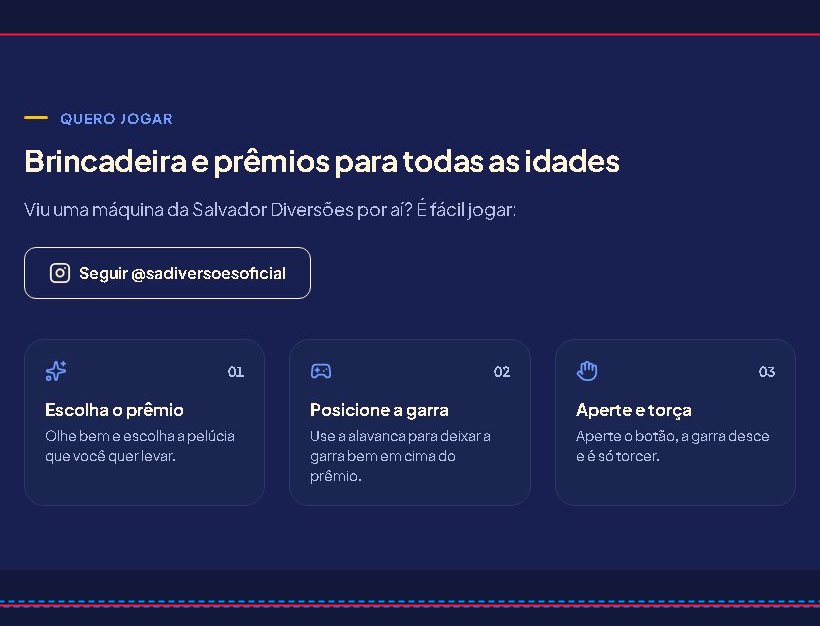 QUERO JOGAR
Brincadeira e prêmios para todas as idades
Viu uma máquina da Salvador Diversões por aí? É fácil jogar:
Seguir @sadiversoesoficial
01
Escolha o prêmio
Olhe bem e escolha a pelúcia
que você quer levar.
02
Posicione a garra
Use a alavanca para deixar a
garra bem em cima do
prêmio.
03
Aperte e torça
Aperte o botão, a garra desce
e é só torcer.